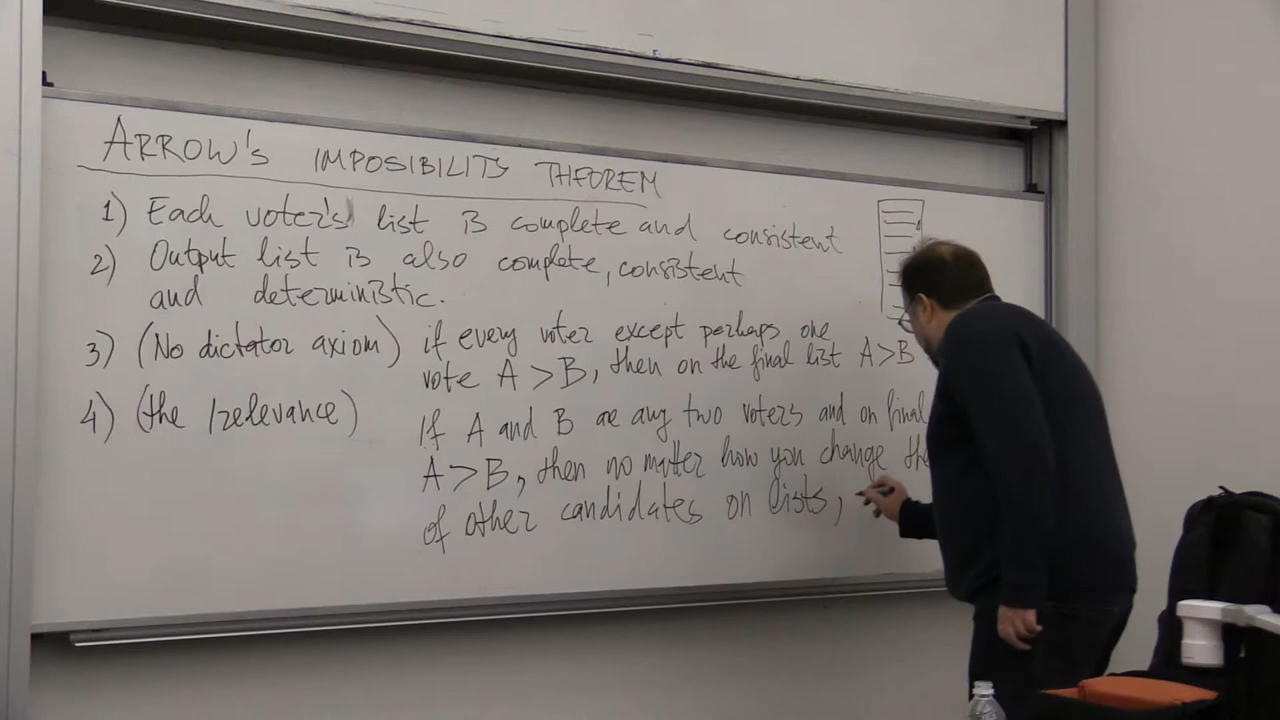 ARROW'S IMPOSIBILITY THEOREM
1) Each voter's list is complete and consistent
2) Output list is also complete, consistent
and deterministic.
3) (No dictator axiom) if every voter except perhaps one
vote A > B, then on the final list A > B
4) (the Irrelevance) If A and B are any two voters and on final
A > B, then no matter how you change the
of other candidates on lists,